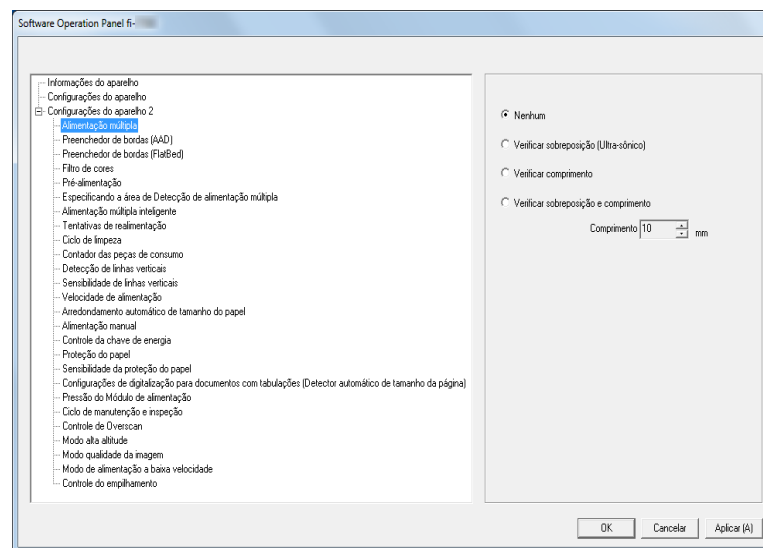 Software Operation Panel fi-
Informações do aparelho
Configurações do aparelho
Configurações do aparelho 2
Alimentação múltipla
Preenchedor de bordas (AAD)
Preenchedor de bordas (FlatBed)
Filtro de cores
Pré-alimentação
Especificando a área de Detecção de alimentação múltipla
Alimentação múltipla inteligente
Tentativas de realimentação
Ciclo de limpeza
Contador das peças de consumo
Detecção de linhas verticais
Sensibilidade de linhas verticais
Velocidade de alimentação
Arredondamento automático de tamanho do papel
Alimentação manual
Controle da chave de energia
Proteção do papel
Sensibilidade da proteção do papel
Configurações de digitalização para documentos com tabulações (Detector automático de tamanho da página)
Pressão do Módulo de alimentação
Ciclo de manutenção e inspeção
Controle de Overscan
Modo alta altitude
Modo qualidade da imagem
Modo de alimentação a baixa velocidade
Controle do empilhamento
Nenhum
Verificar sobreposição (Ultra-sônico)
Verificar comprimento
Verificar sobreposição e comprimento
Comprimento 10 mm
OK Cancelar Aplicar (A)